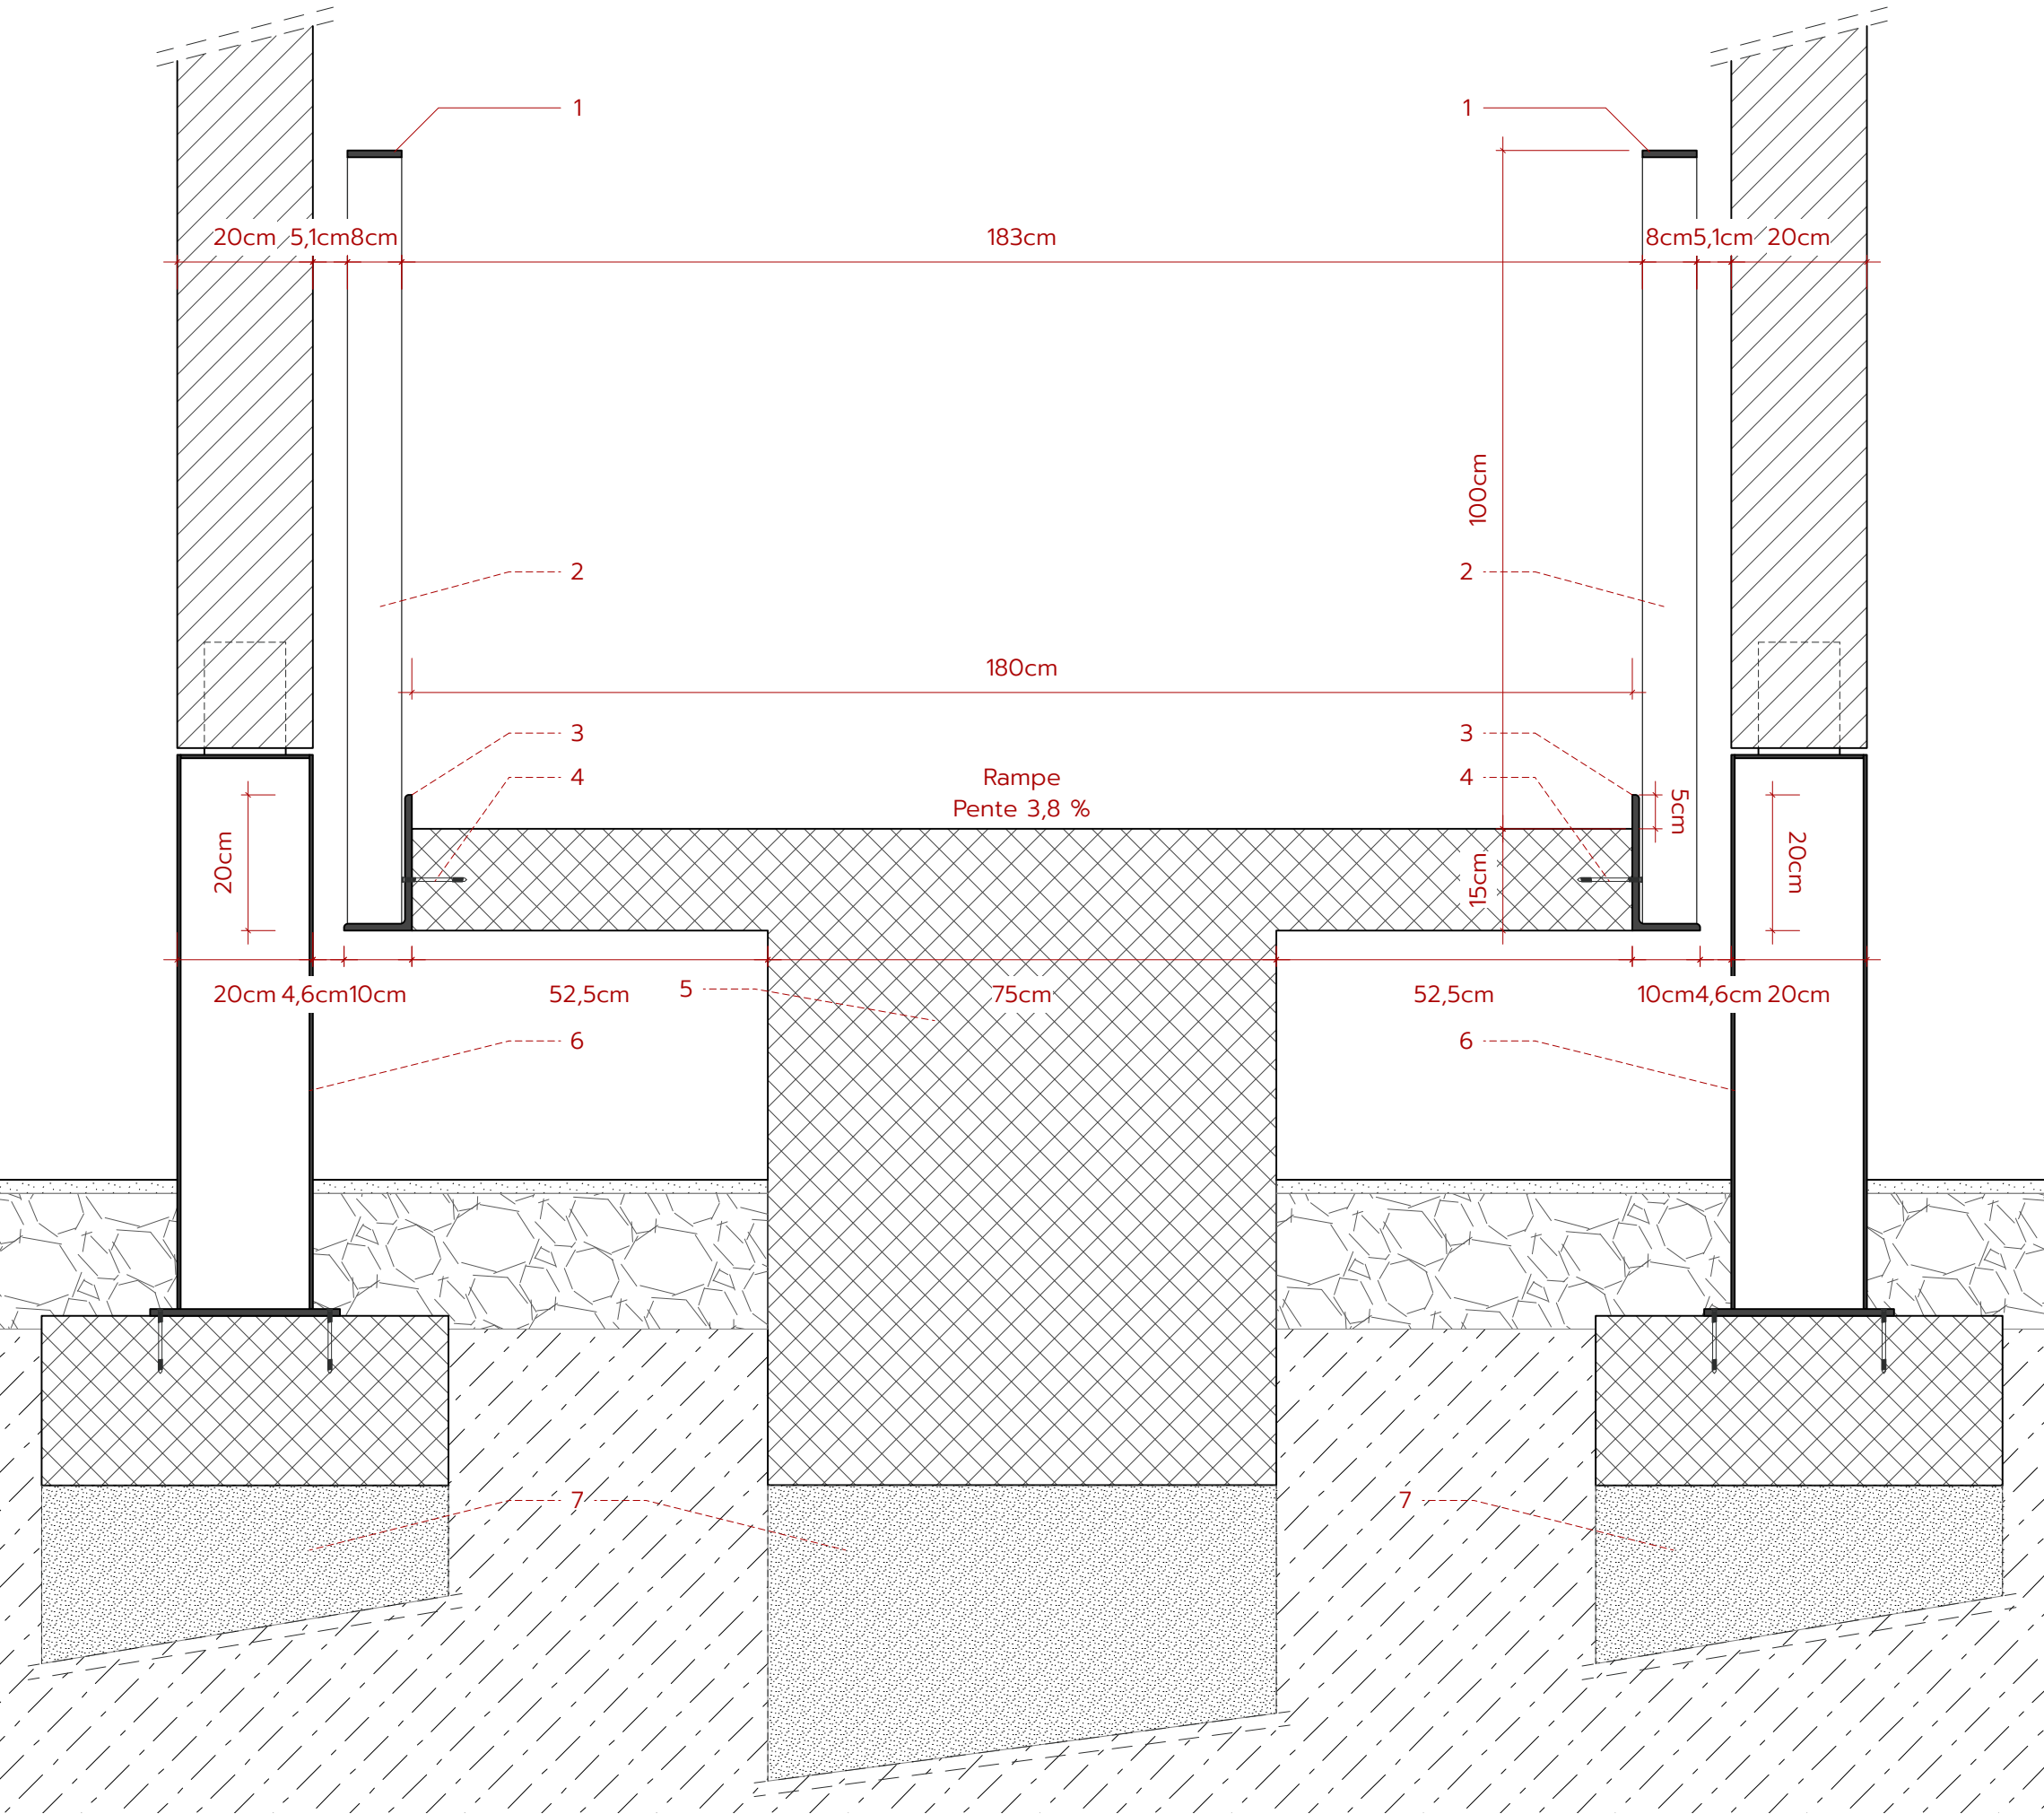 1 1
20cm 5,1cm 8cm 183cm 8cm 5,1cm 20cm
100cm
2 2
180cm
3 3
4 4
Rampe
Pente 3,8 %
5cm
20cm 15cm 20cm
20cm 4,6cm 10cm 52,5cm 5 75cm 52,5cm 10cm 4,6cm 20cm
6 6
7 7